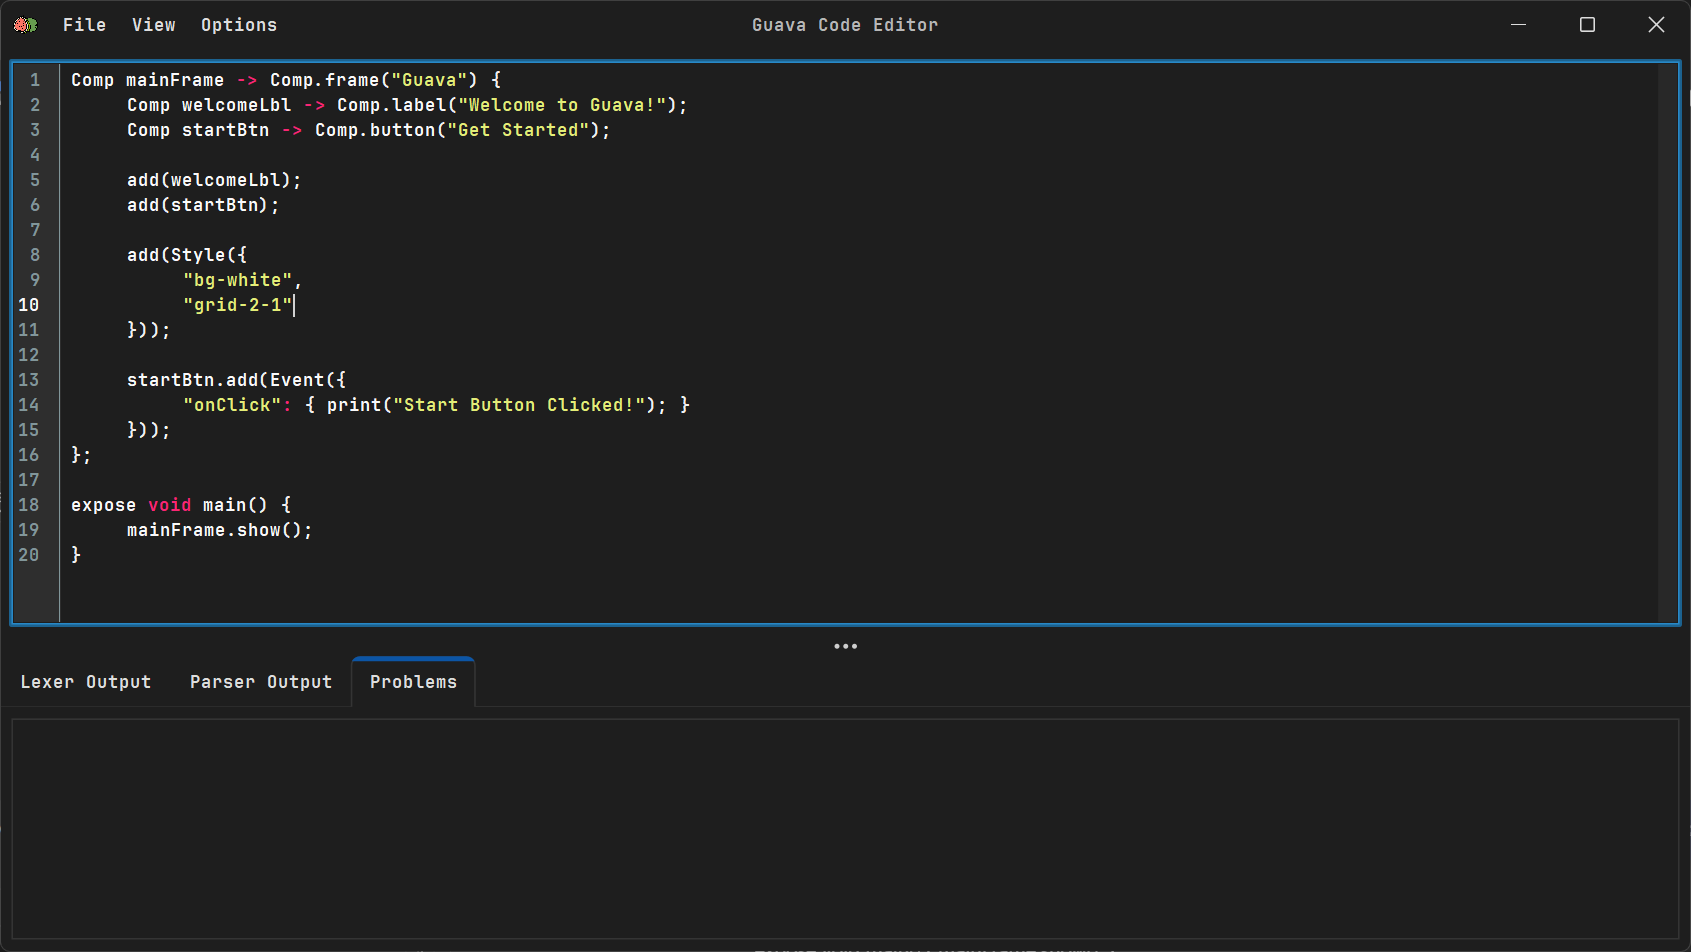 File View Options Guava Code Editor
1 Comp mainFrame -> Comp.frame("Guava") {
2 Comp welcomeLbl -> Comp.label("Welcome to Guava!");
3 Comp startBtn -> Comp.button("Get Started");
4
5 add(welcomeLbl);
6 add(startBtn);
7
8 add(Style({
9 "bg-white",
10 "grid-2-1"
11 }));
12
13 startBtn.add(Event({
14 "onClick": { print("Start Button Clicked!"); }
15 }));
16 };
17
18 expose void main() {
19 mainFrame.show();
20 }
Lexer Output Parser Output Problems